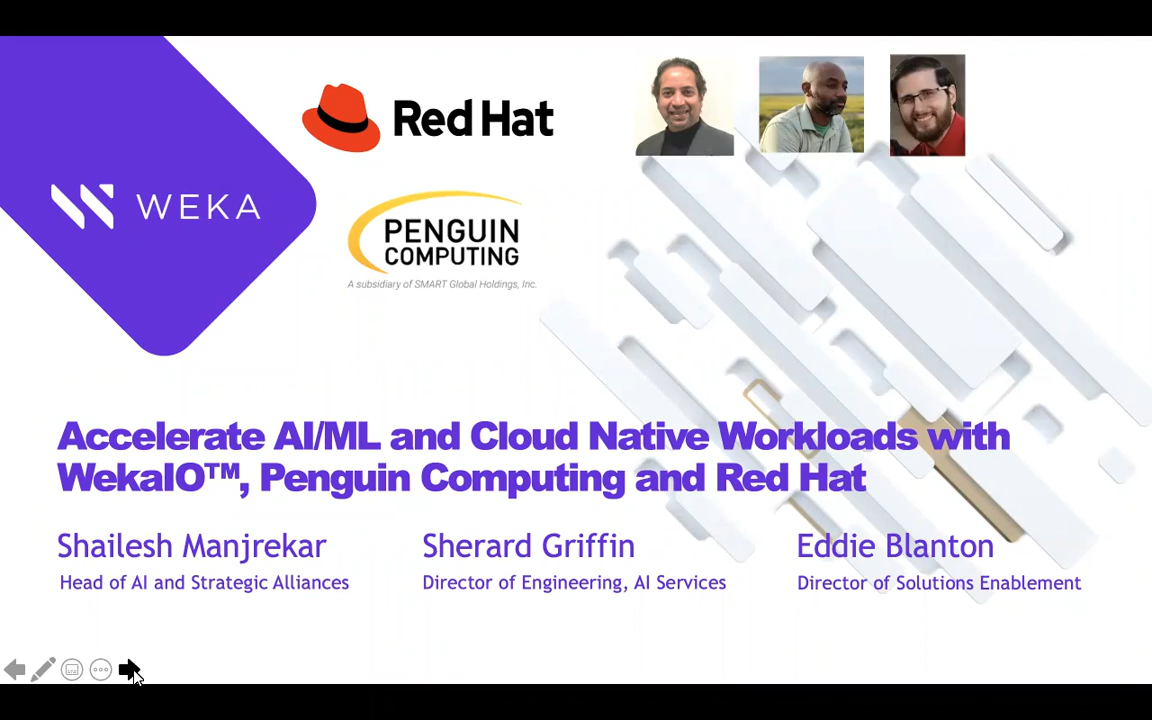 Red Hat
WEKA
PENGUIN
COMPUTING
A subsidiary of SMART Global Holdings, Inc.
Accelerate AI/ML and Cloud Native Workloads with
WekaIO™, Penguin Computing and Red Hat
Shailesh Manjrekar
Head of AI and Strategic Alliances
Sherard Griffin
Director of Engineering, AI Services
Eddie Blanton
Director of Solutions Enablement